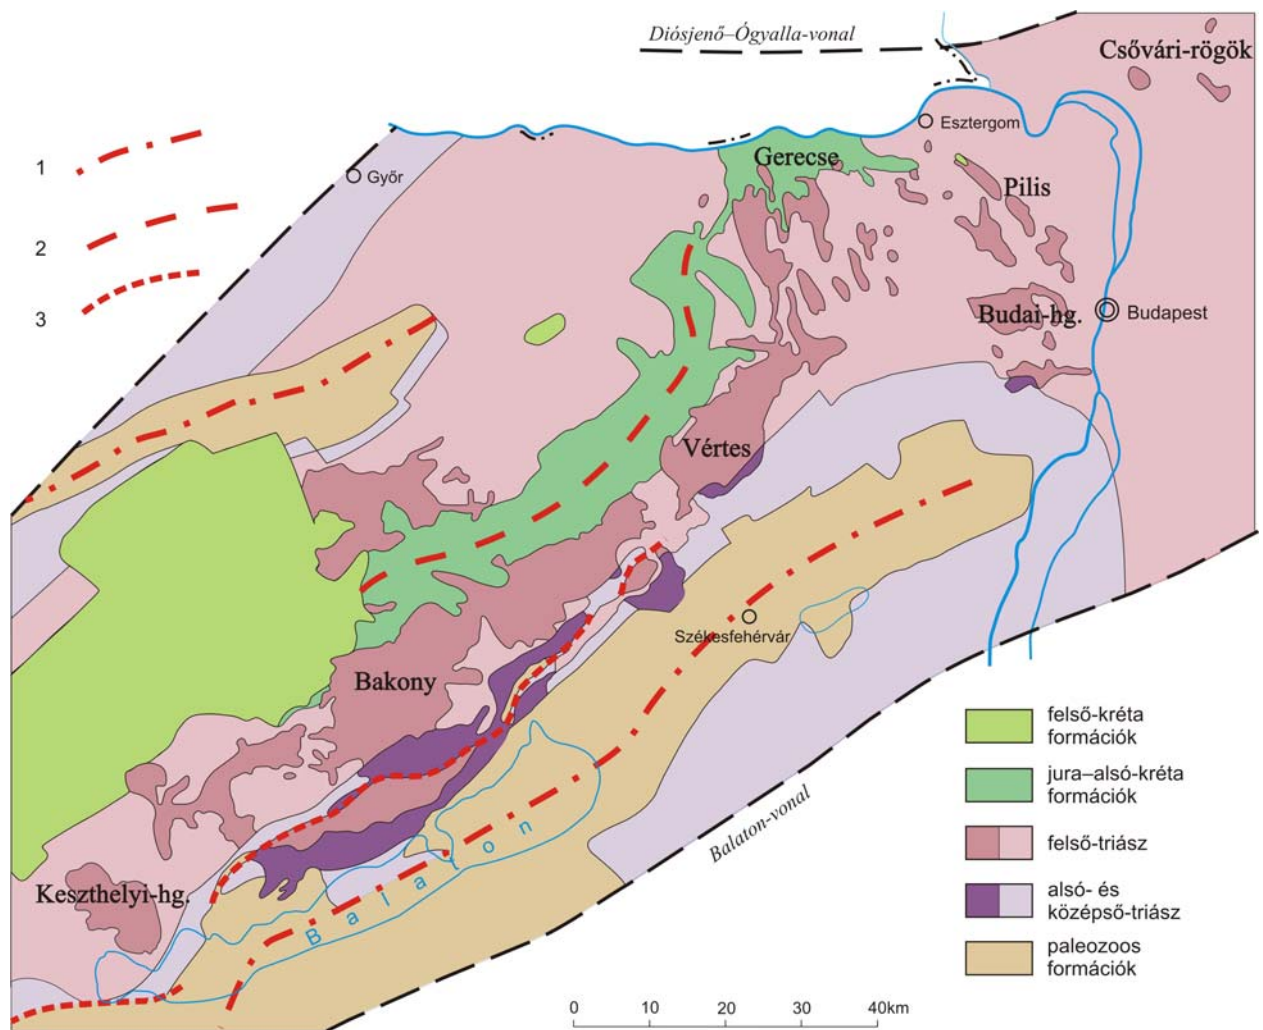 Diósjenő–Ógyalla-vonal
Csővári-rögök
1
Győr
2
3
Esztergom
Gerecse
Pilis
Budai-hg.
Budapest
Vértes
Székesfehérvár
Bakony
Keszthelyi-hg.
Balaton
Balaton-vonal
felső-kréta
formációk
jura–alsó-kréta
formációk
felső-triász
alsó- és
középső-triász
paleozoos
formációk
0 10 20 30 40km